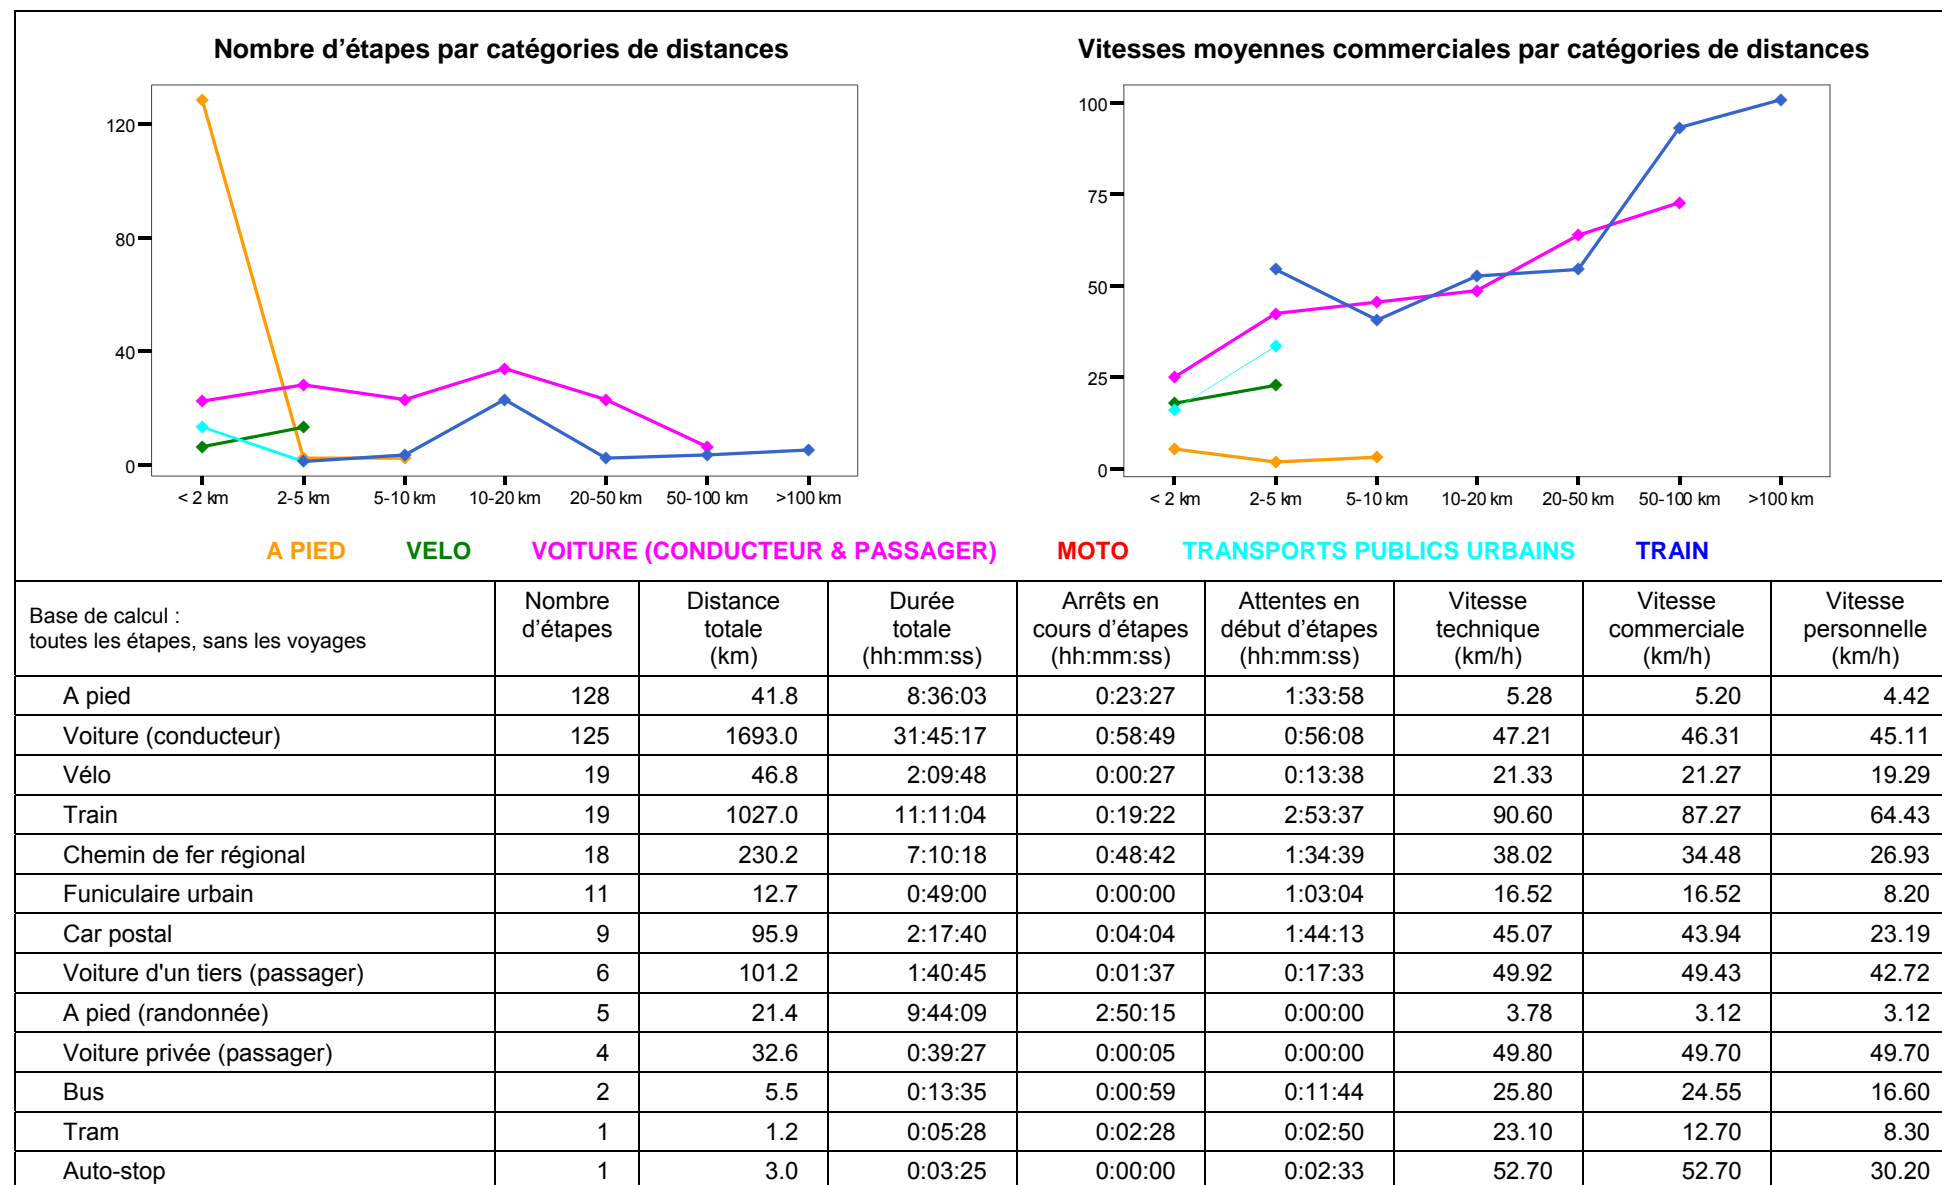 Nombre d'étapes par catégories de distances
120
80
40
0
< 2 km 2-5 km 5-10 km 10-20 km 20-50 km 50-100 km >100 km
Vitesses moyennes commerciales par catégories de distances
100
75
50
25
0
< 2 km 2-5 km 5-10 km 10-20 km 20-50 km 50-100 km >100 km
A PIED VELO VOITURE (CONDUCTEUR & PASSAGER) MOTO TRANSPORTS PUBLICS URBAINS TRAIN
Base de calcul :
toutes les étapes, sans les voyages
Nombre
d'étapes
Distance
totale
(km)
Durée
totale
(hh:mm:ss)
Arrêts en
cours d'étapes
(hh:mm:ss)
Attentes en
début d'étapes
(hh:mm:ss)
Vitesse
technique
(km/h)
Vitesse
commerciale
(km/h)
Vitesse
personnelle
(km/h)
A pied 128 41.8 8:36:03 0:23:27 1:33:58 5.28 5.20 4.42
Voiture (conducteur) 125 1693.0 31:45:17 0:58:49 0:56:08 47.21 46.31 45.11
Vélo 19 46.8 2:09:48 0:00:27 0:13:38 21.33 21.27 19.29
Train 19 1027.0 11:11:04 0:19:22 2:53:37 90.60 87.27 64.43
Chemin de fer régional 18 230.2 7:10:18 0:48:42 1:34:39 38.02 34.48 26.93
Funiculaire urbain 11 12.7 0:49:00 0:00:00 1:03:04 16.52 16.52 8.20
Car postal 9 95.9 2:17:40 0:04:04 1:44:13 45.07 43.94 23.19
Voiture d'un tiers (passager) 6 101.2 1:40:45 0:01:37 0:17:33 49.92 49.43 42.72
A pied (randonnée) 5 21.4 9:44:09 2:50:15 0:00:00 3.78 3.12 3.12
Voiture privée (passager) 4 32.6 0:39:27 0:00:05 0:00:00 49.80 49.70 49.70
Bus 2 5.5 0:13:35 0:00:59 0:11:44 25.80 24.55 16.60
Tram 1 1.2 0:05:28 0:02:28 0:02:50 23.10 12.70 8.30
Auto-stop 1 3.0 0:03:25 0:00:00 0:02:33 52.70 52.70 30.20